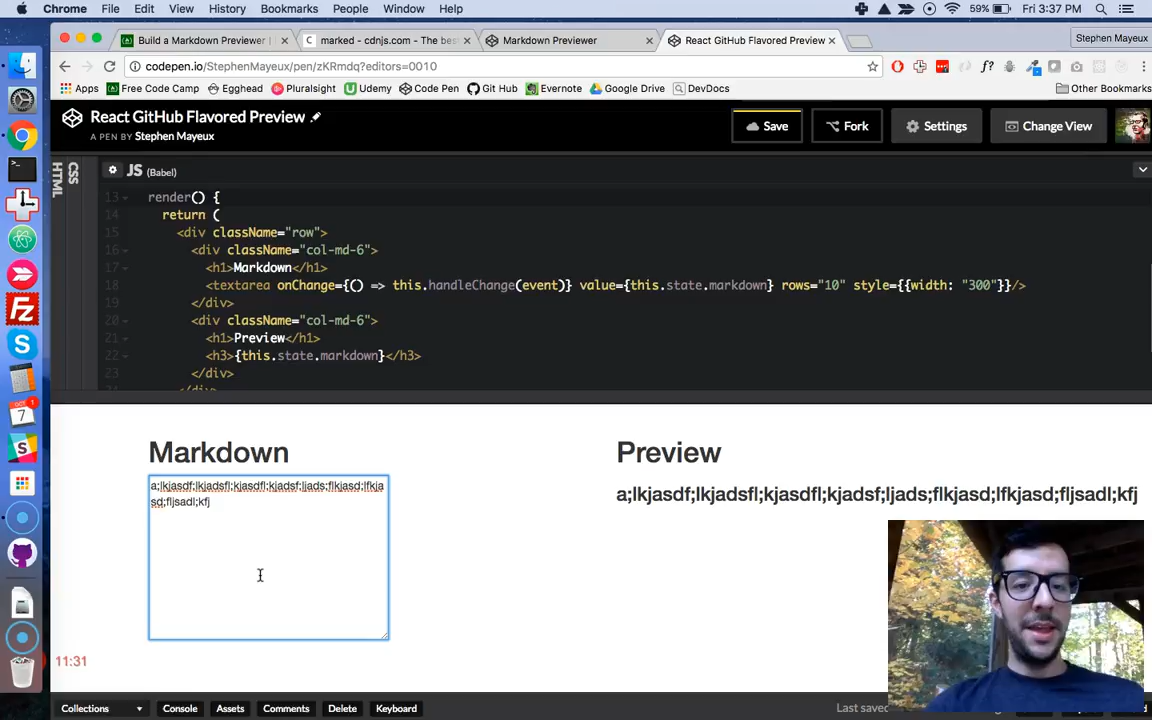 Chrome File Edit View History Bookmarks People Window Help 59% Fri 3:37 PM
Build a Markdown Previewer | marked - cdnjs.com - The bes Markdown Previewer React GitHub Flavored Preview Stephen Mayeux
codepen.io/StephenMayeux/pen/zKRmdq?editors=0010
Apps Free Code Camp Egghead Pluralsight Udemy Code Pen Git Hub Evernote Google Drive DevDocs Other Bookmarks
React GitHub Flavored Preview
A PEN BY Stephen Mayeux
Save Fork Settings Change View
HTML CSS
JS (Babel)
13 render() {
14 return (
15 <div className="row">
16 <div className="col-md-6">
17 <h1>Markdown</h1>
18 <textarea onChange={() => this.handleChange(event)} value={this.state.markdown} rows="10" style={{width: "300"}}/>
19 </div>
20 <div className="col-md-6">
21 <h1>Preview</h1>
22 <h3>{this.state.markdown}</h3>
23 </div>
24 </div>
Markdown
a;lkjasdf;lkjadsfl;kjasdfl;kjadsf;ljads;flkjasd;lfkja
sd;fljsadl;kfj
Preview
a;lkjasdf;lkjadsfl;kjasdfl;kjadsf;ljads;flkjasd;lfkjasd;fljsadl;kfj
11:31
Collections Console Assets Comments Delete Keyboard Last saved